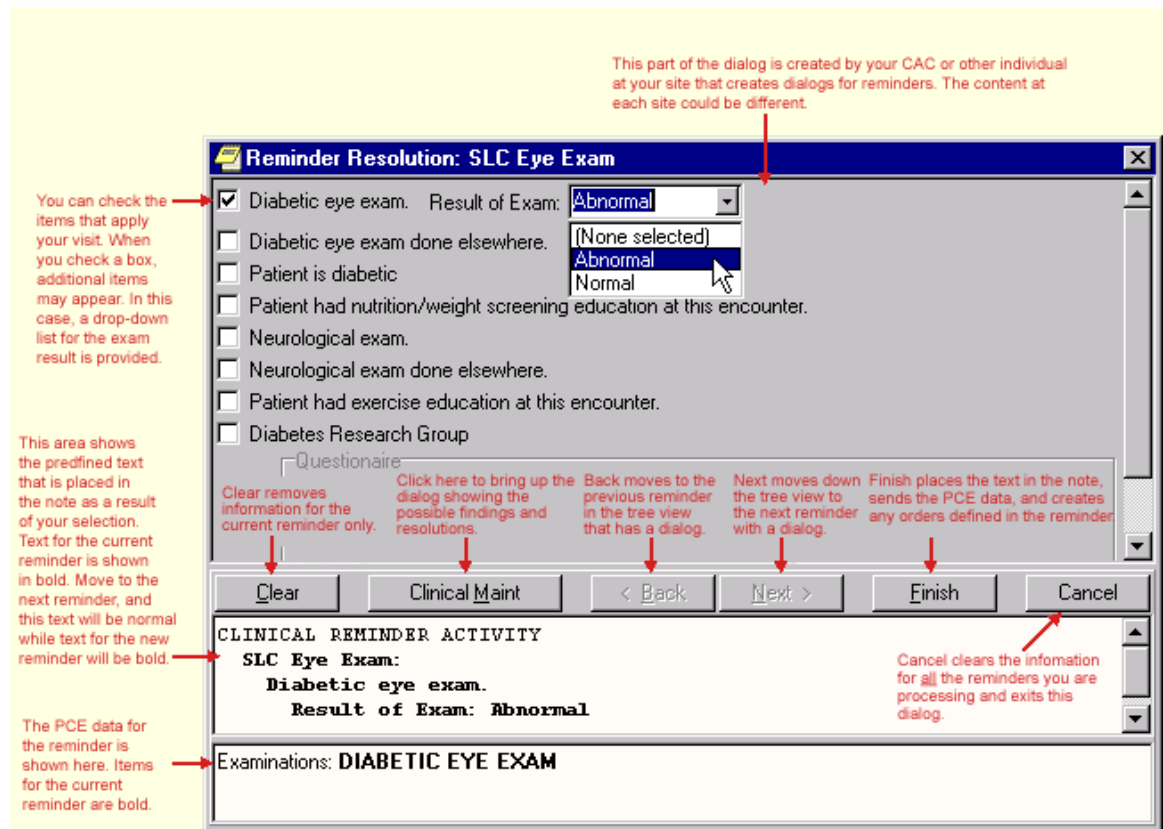 This part of the dialog is created by your CAC or other individual
at your site that creates dialogs for reminders. The content at
each site could be different.
Reminder Resolution: SLC Eye Exam
You can check the
items that apply
your visit. When
you check a box,
additional items
may appear. In this
case, a drop-down
list for the exam
result is provided.
Diabetic eye exam. Result of Exam: Abnormal
(None selected)
Abnormal
Normal
Diabetic eye exam done elsewhere.
Patient is diabetic
Patient had nutrition/weight screening education at this encounter.
Neurological exam.
Neurological exam done elsewhere.
Patient had exercise education at this encounter.
Diabetes Research Group
Questionaire
Clear removes
information for the
current reminder only.
Click here to bring up the
dialog showing the
possible findings and
resolutions.
Back moves to the
previous reminder
in the tree view
that has a dialog.
Next moves down
the tree view to
the next reminder
with a dialog.
Finish places the text in the note,
sends the PCE data, and creates
any orders defined in the reminder.
Clear
Clinical Maint
< Back
Next >
Finish
Cancel
This area shows
the predfined text
that is placed in
the note as a result
of your selection.
Text for the current
reminder is shown
in bold. Move to the
next reminder, and
this text will be normal
while text for the new
reminder will be bold.
CLINICAL REMINDER ACTIVITY
SLC Eye Exam:
Diabetic eye exam.
Result of Exam: Abnormal
Cancel clears the infomation
for all the reminders you are
processing and exits this
dialog.
The PCE data for
the reminder is
shown here. Items
for the current
reminder are bold.
Examinations: DIABETIC EYE EXAM